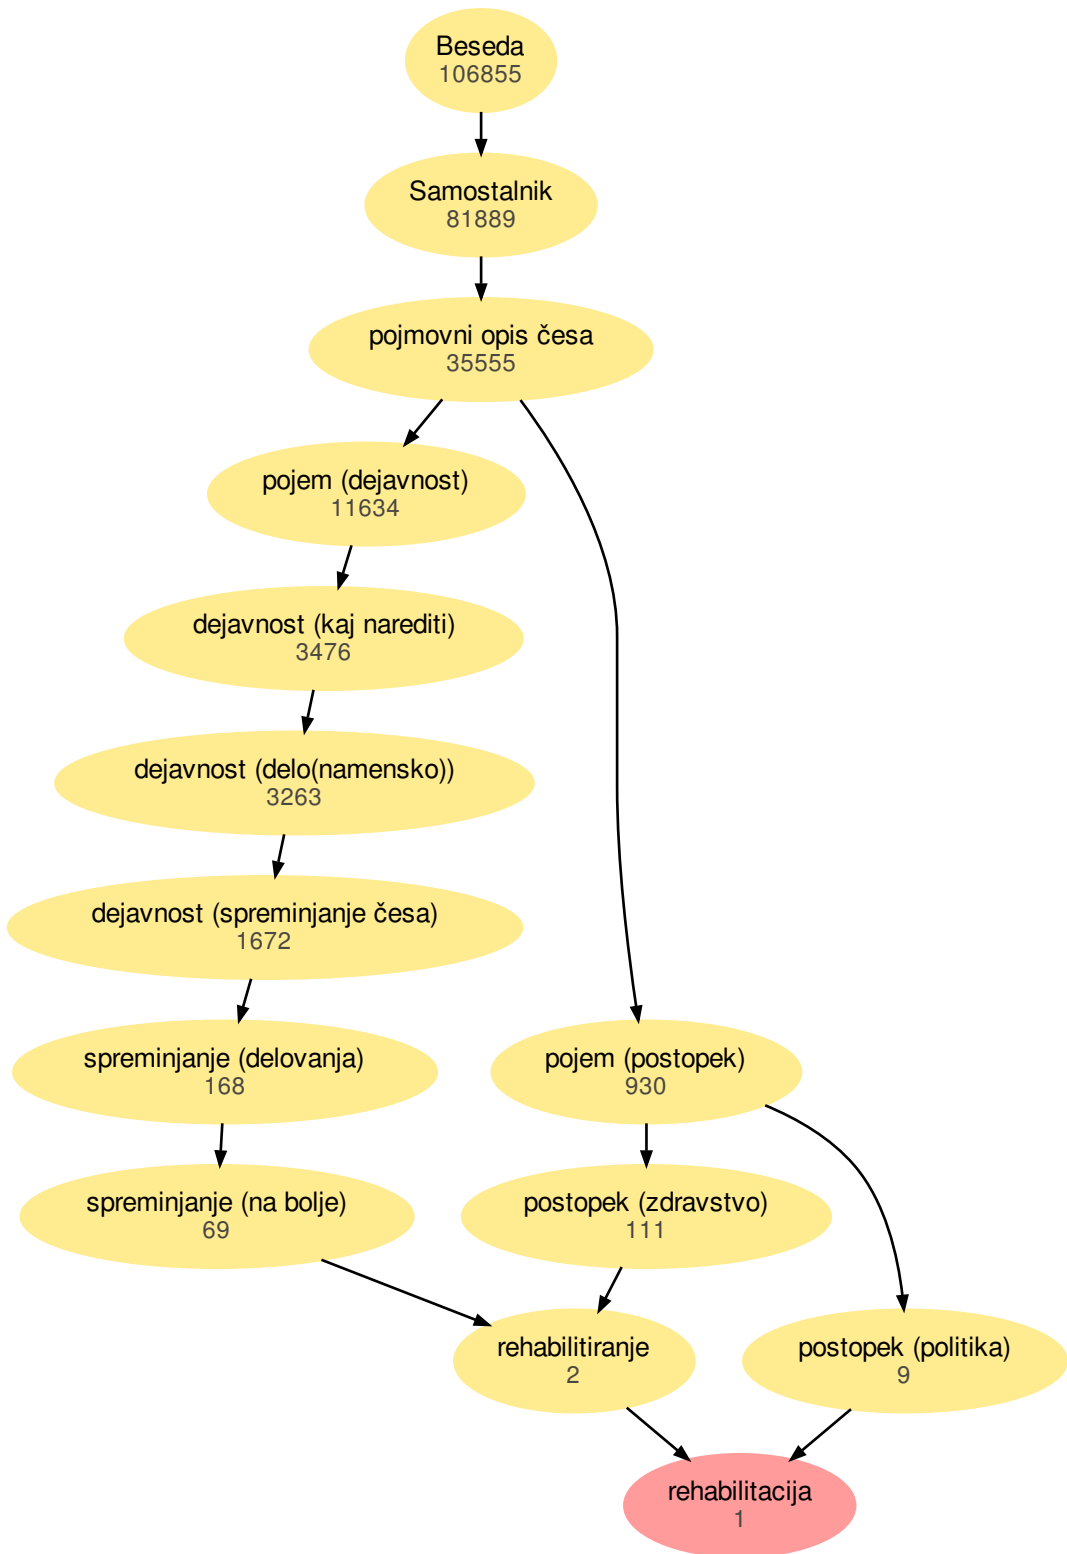 Beseda
106855
Samostalnik
81889
pojmovni opis česa
35555
pojem (dejavnost)
11634
dejavnost (kaj narediti)
3476
dejavnost (delo(namensko))
3263
dejavnost (spreminjanje česa)
1672
spreminjanje (delovanja)
168
pojem (postopek)
930
spreminjanje (na bolje)
69
postopek (zdravstvo)
111
rehabilitiranje
2
postopek (politika)
9
rehabilitacija
1